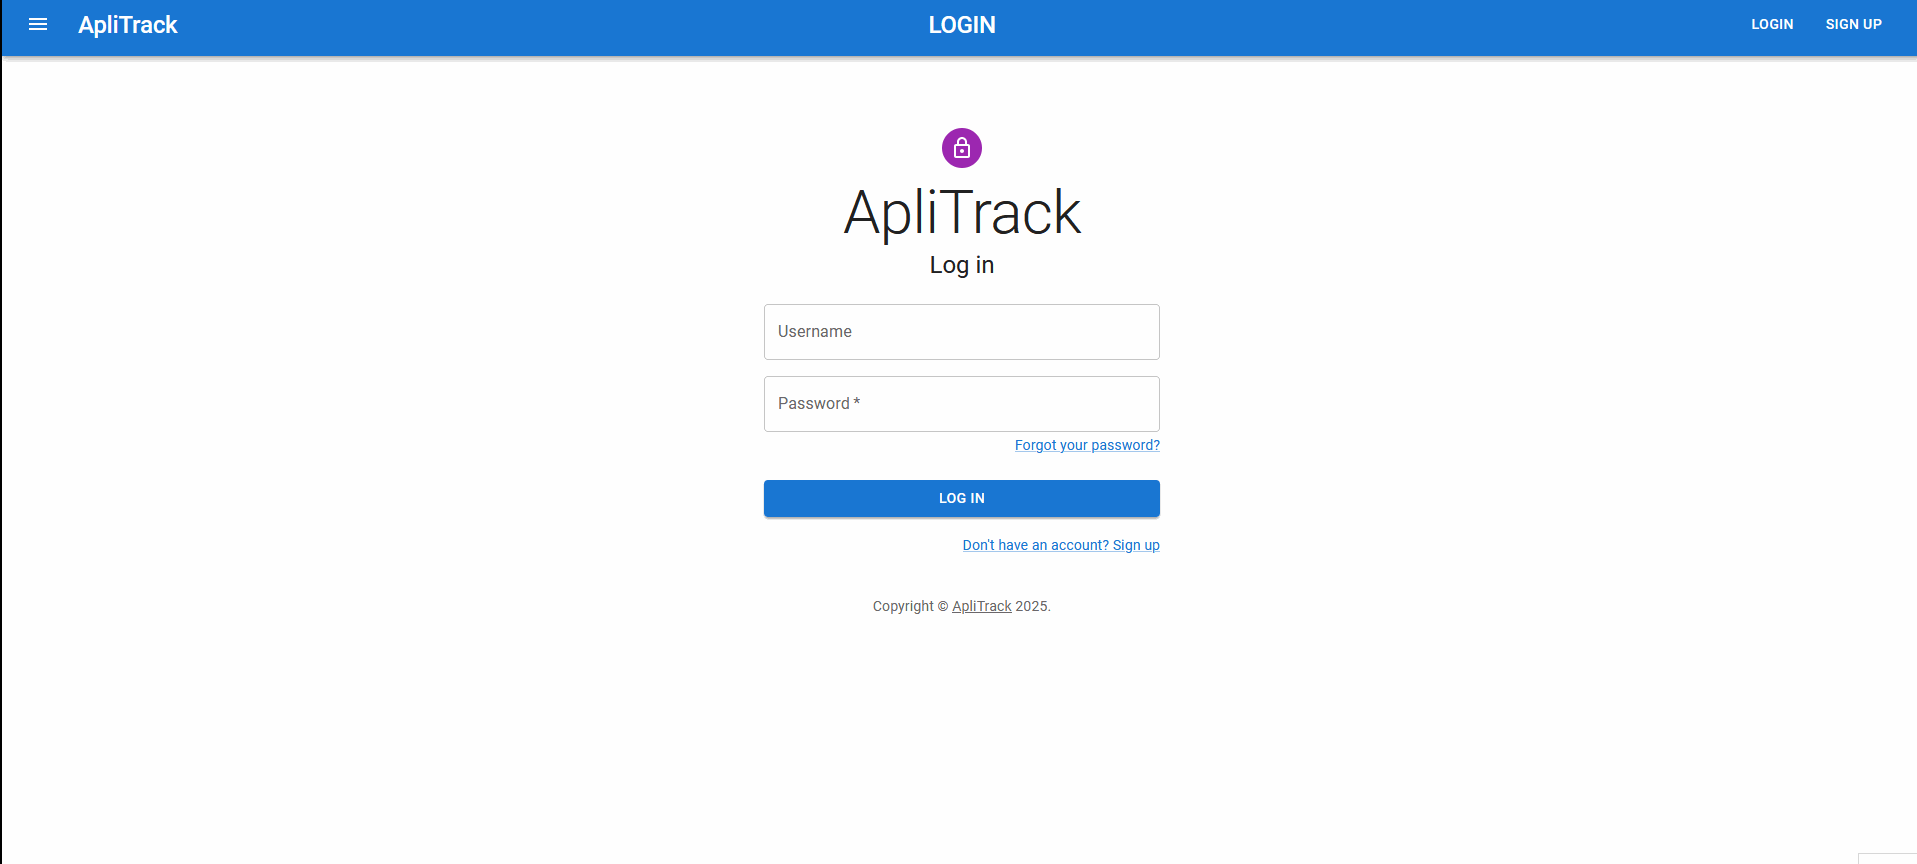 ApliTrack
LOGIN
LOGIN
SIGN UP
ApliTrack
Log in
Username
Password *
Forgot your password?
LOG IN
Don't have an account? Sign up
Copyright © ApliTrack 2025.